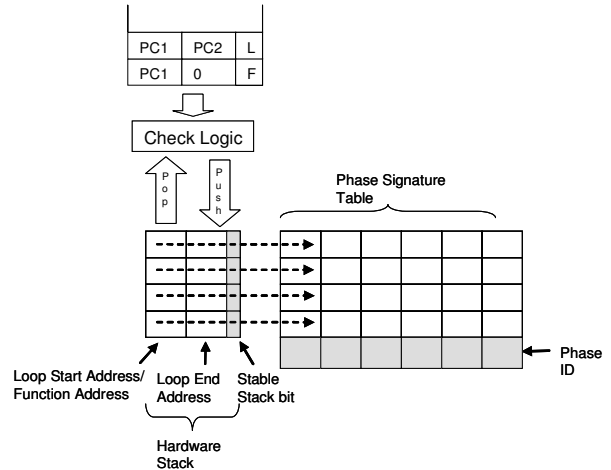 PC1 PC2 L
PC1 0 F
Check Logic
Pop
Push
Phase Signature
Table
Loop Start Address/
Function Address
Loop End
Address
Stable
Stack bit
Phase
ID
Hardware
Stack